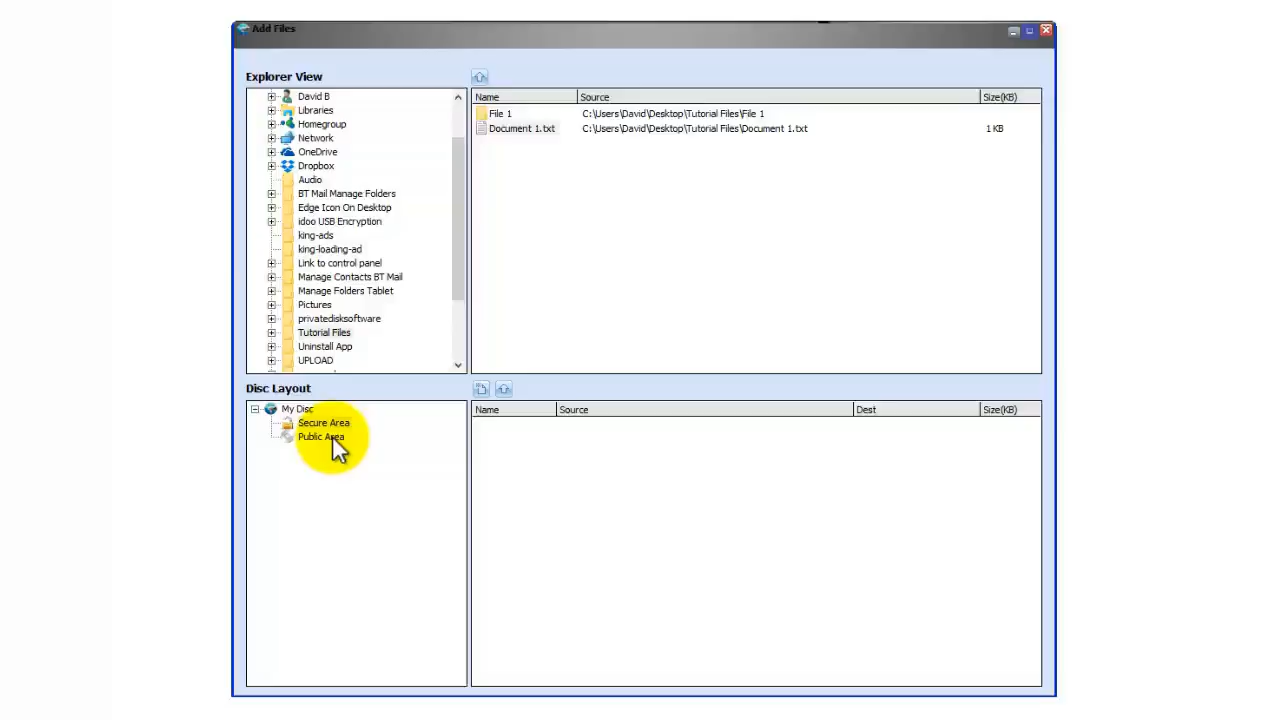 Add Files
Explorer View
David B
Libraries
Homegroup
Network
OneDrive
Dropbox
Audio
BT Mail Manage Folders
Edge Icon On Desktop
idoo USB Encryption
king-ads
king-loading-ad
Link to control panel
Manage Contacts BT Mail
Manage Folders Tablet
Pictures
privatedisksoftware
Tutorial Files
Uninstall App
UPLOAD
Name Source Size(KB)
File 1 C:\Users\David\Desktop\Tutorial Files\File 1
Document 1.txt C:\Users\David\Desktop\Tutorial Files\Document 1.txt 1 KB
Disc Layout
My Disc
Secure Area
Public Area
Name Source Dest Size(KB)